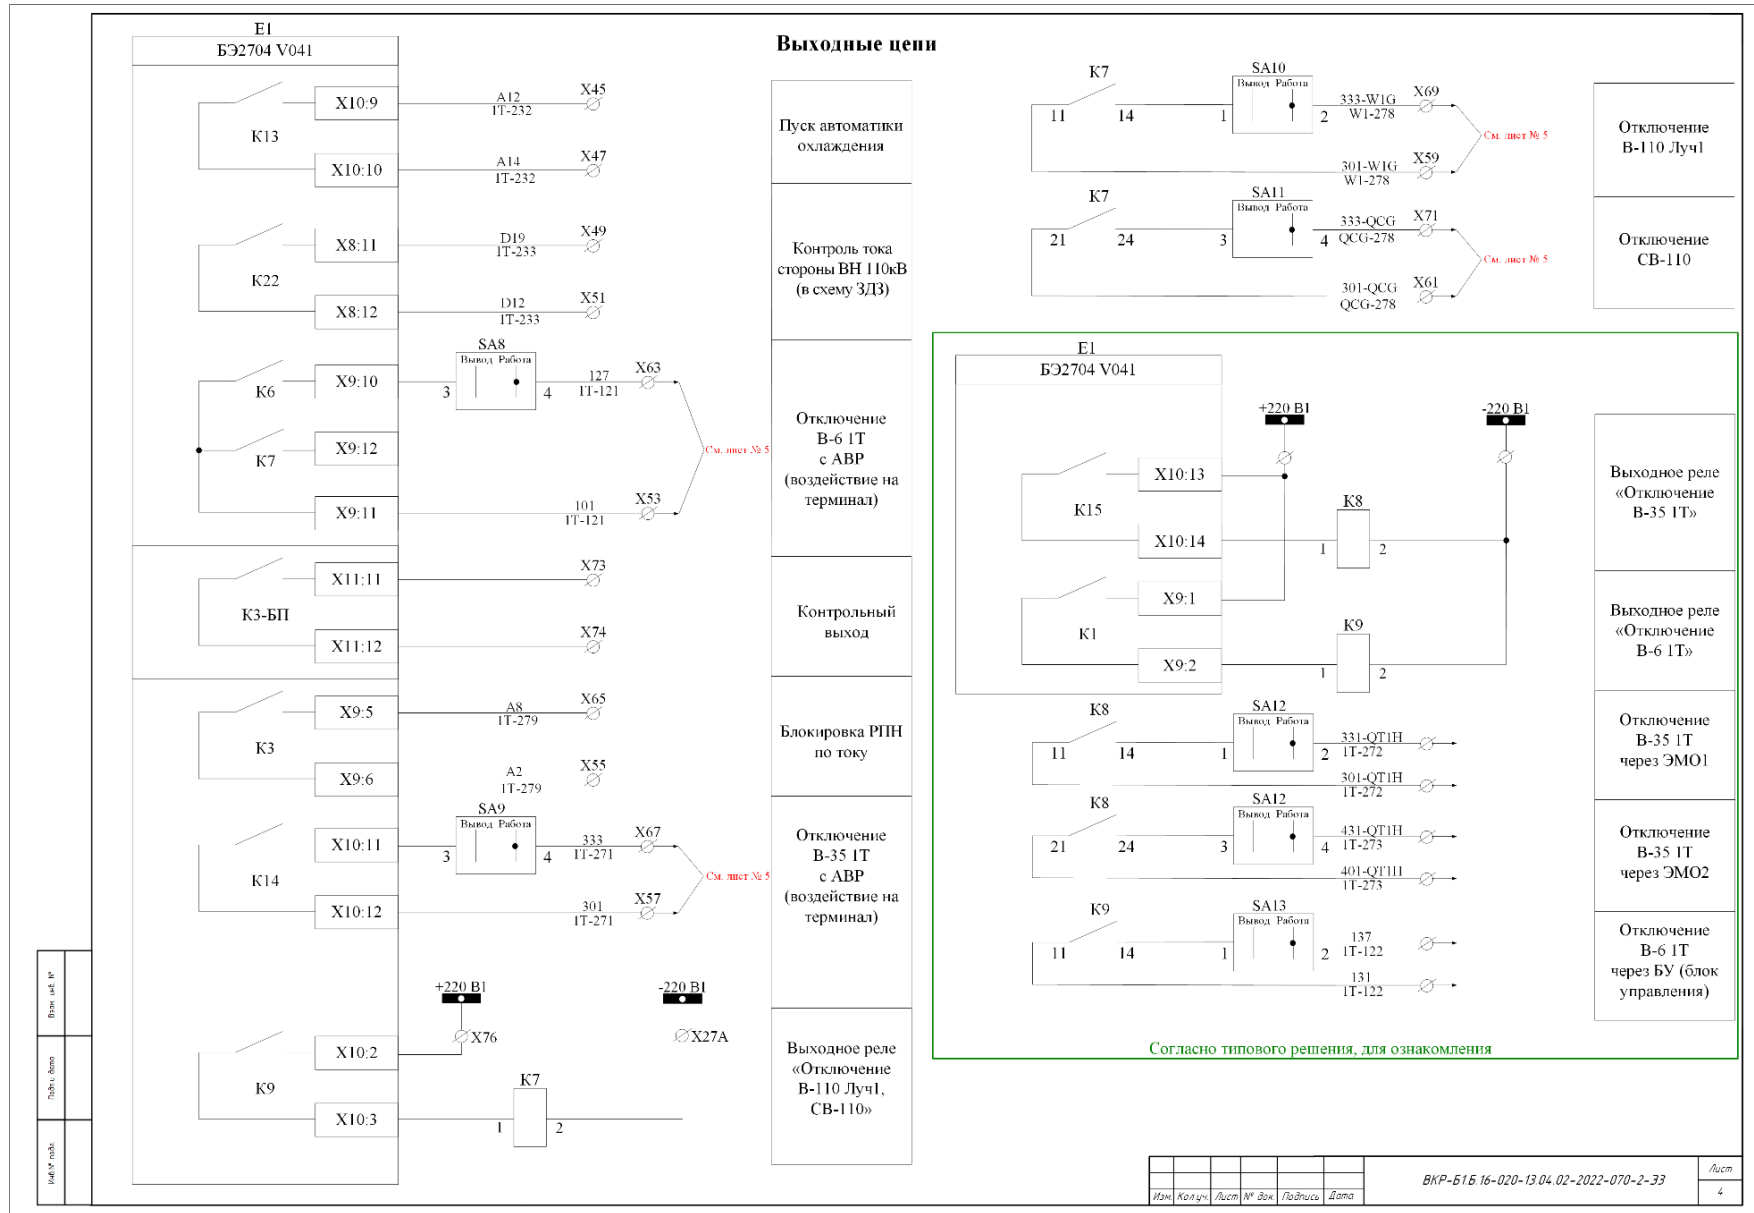 Выходные цепи
E1
БЭ2704 V041
X10:9
A12
1T-232
X45
K13
X10:10
A14
1T-232
X47
Пуск автоматики
охлаждения
X8:11
D19
1T-233
X49
K22
X8:12
D12
1T-233
X51
Контроль тока
стороны ВН 110кВ
(в схему ЗДЗ)
SA8
Вывод Работа
K6
X9:10
3
4
127
1T-121
X63
K7
X9:12
См. лист № 5
X9:11
101
1T-121
X53
Отключение
В-6 1Т
с АВР
(воздействие на
терминал)
X11:11
X73
K3-БП
X11:12
X74
Контрольный
выход
X9:5
A8
1T-279
X65
K3
X9:6
A2
1T-279
X55
Блокировка РПН
по току
SA9
Вывод Работа
X10:11
3
4
333
1T-271
X67
K14
См. лист № 5
X10:12
301
1T-271
X57
Отключение
В-35 1Т
с АВР
(воздействие на
терминал)
+220 В1
-220 В1
X76
X27A
X10:2
K9
K7
X10:3
1
2
Выходное реле
«Отключение
В-110 Луч1,
СВ-110»
K7
SA10
Вывод Работа
11
14
1
2
333-W1G
W1-278
X69
См. лист № 5
301-W1G
W1-278
X59
Отключение
В-110 Луч1
K7
SA11
Вывод Работа
21
24
3
4
333-QCG
QCG-278
X71
См. лист № 5
301-QCG
QCG-278
X61
Отключение
СВ-110
E1
БЭ2704 V041
+220 В1
-220 В1
X10:13
K15
K8
X10:14
1
2
Выходное реле
«Отключение
В-35 1Т»
X9:1
K1
K9
X9:2
1
2
Выходное реле
«Отключение
В-6 1Т»
K8
SA12
Вывод Работа
11
14
1
2
331-QT1H
1T-272
301-QT1H
1T-272
Отключение
В-35 1Т
через ЭМО1
K8
SA12
Вывод Работа
21
24
3
4
431-QT1H
1T-273
401-QT1H
1T-273
Отключение
В-35 1Т
через ЭМО2
K9
SA13
Вывод Работа
11
14
1
2
137
1T-122
131
1T-122
Отключение
В-6 1Т
через БУ (блок
управления)
Согласно типового решения, для ознакомления
Взам. инв. №
Подп и дата
Инв.№ подл.
Изм. Кол.уч. Лист № док. Подпись Дата
ВКР-Б1.Б.16-020-13.04.02-2022-070-2-ЭЗ
Лист
4